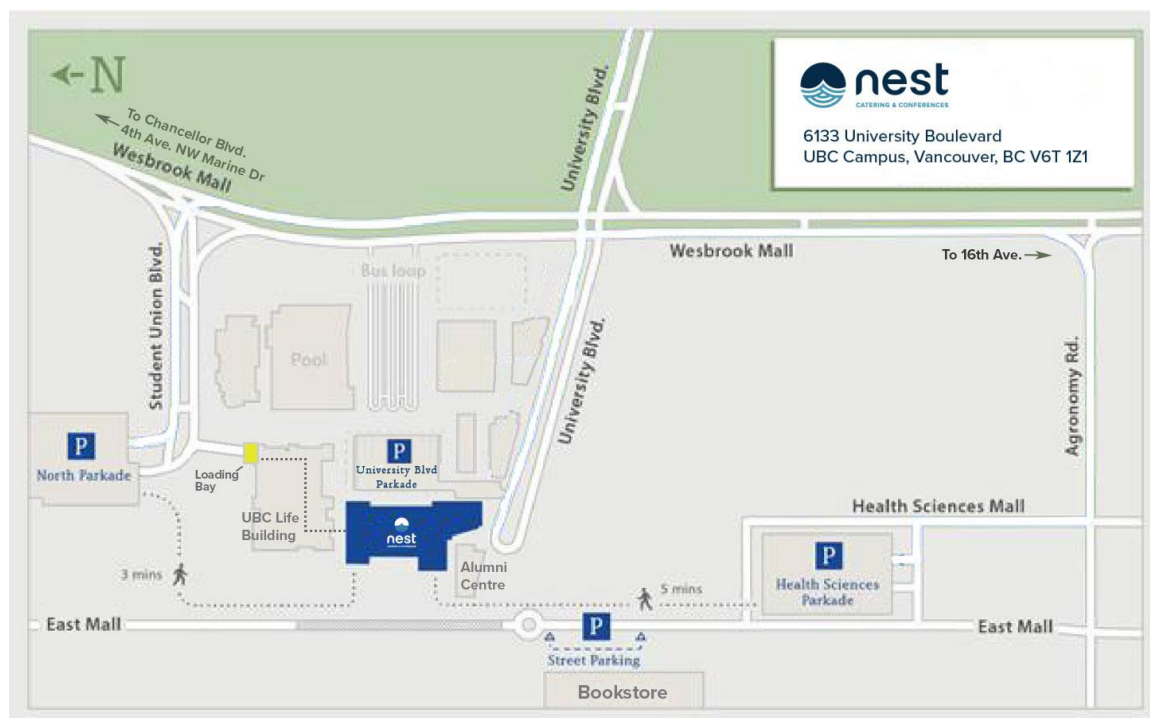 N
To Chancellor Blvd.
4th Ave. NW Marine Dr
Wesbrook Mall
University Blvd.
nest
CATERING & CONFERENCES
6133 University Boulevard
UBC Campus, Vancouver, BC V6T 1Z1
Wesbrook Mall
To 16th Ave.
Student Union Blvd.
Bus loop
Pool
University Blvd.
Agronomy Rd.
P
North Parkade
Loading
Bay
P
University Blvd
Parkade
UBC Life
Building
nest
Alumni
Centre
Health Sciences Mall
P
Health Sciences
Parkade
3 mins
5 mins
East Mall
P
East Mall
Street Parking
Bookstore